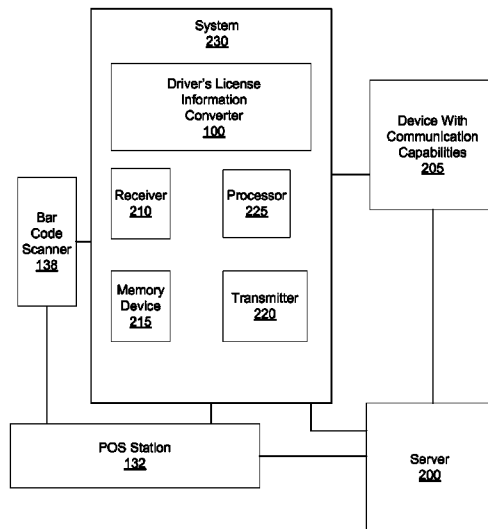 System
230
Driver's License
Information
Converter
100
Device With
Communication
Capabilities
205
Receiver
210
Processor
225
Bar
Code
Scanner
138
Memory
Device
215
Transmitter
220
POS Station
132
Server
200